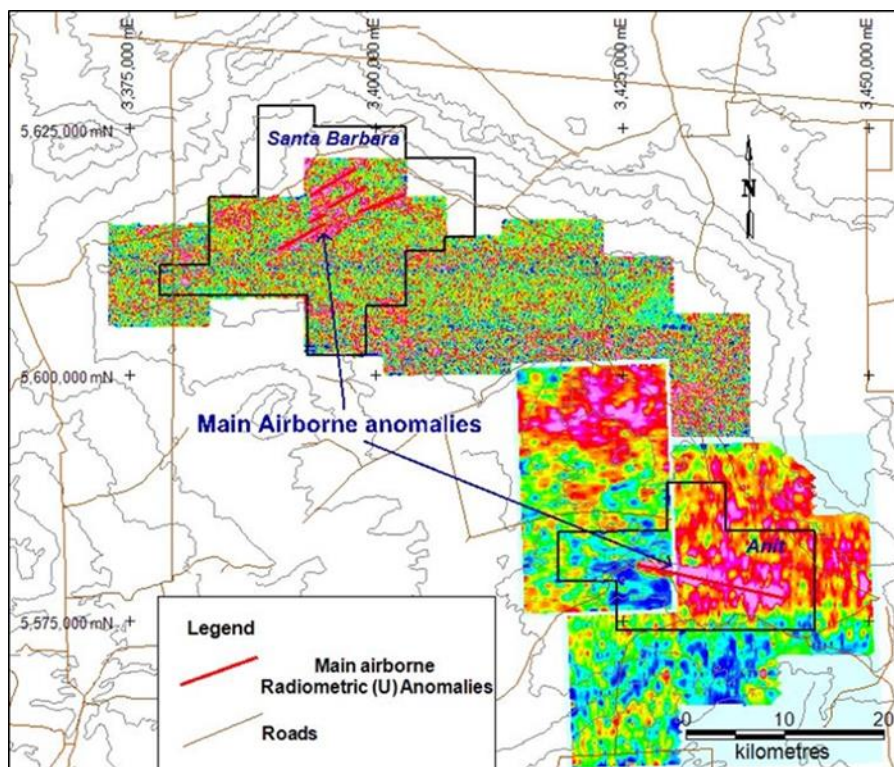 3,375,000 mE
3,400,000 mE
3,425,000 mE
3,450,000 mE
5,625,000 mN
Santa Barbara
N
5,600,000 mN
Main Airborne anomalies
Anit
5,575,000 mN
Legend
Main airborne
Radiometric (U) Anomalies
Roads
0 10 20
kilometres